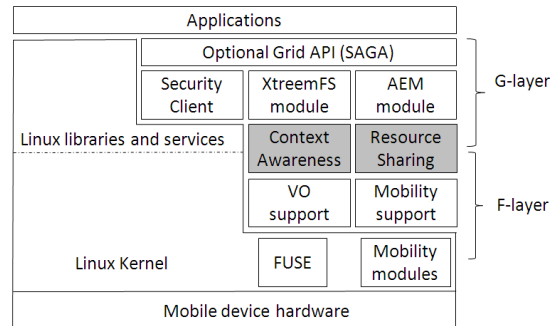 Applications
Optional Grid API (SAGA)
Security
Client
XtreemFS
module
AEM
module
G-layer
Linux libraries and services
Context
Awareness
Resource
Sharing
VO
support
Mobility
support
F-layer
Linux Kernel
FUSE
Mobility
modules
Mobile device hardware